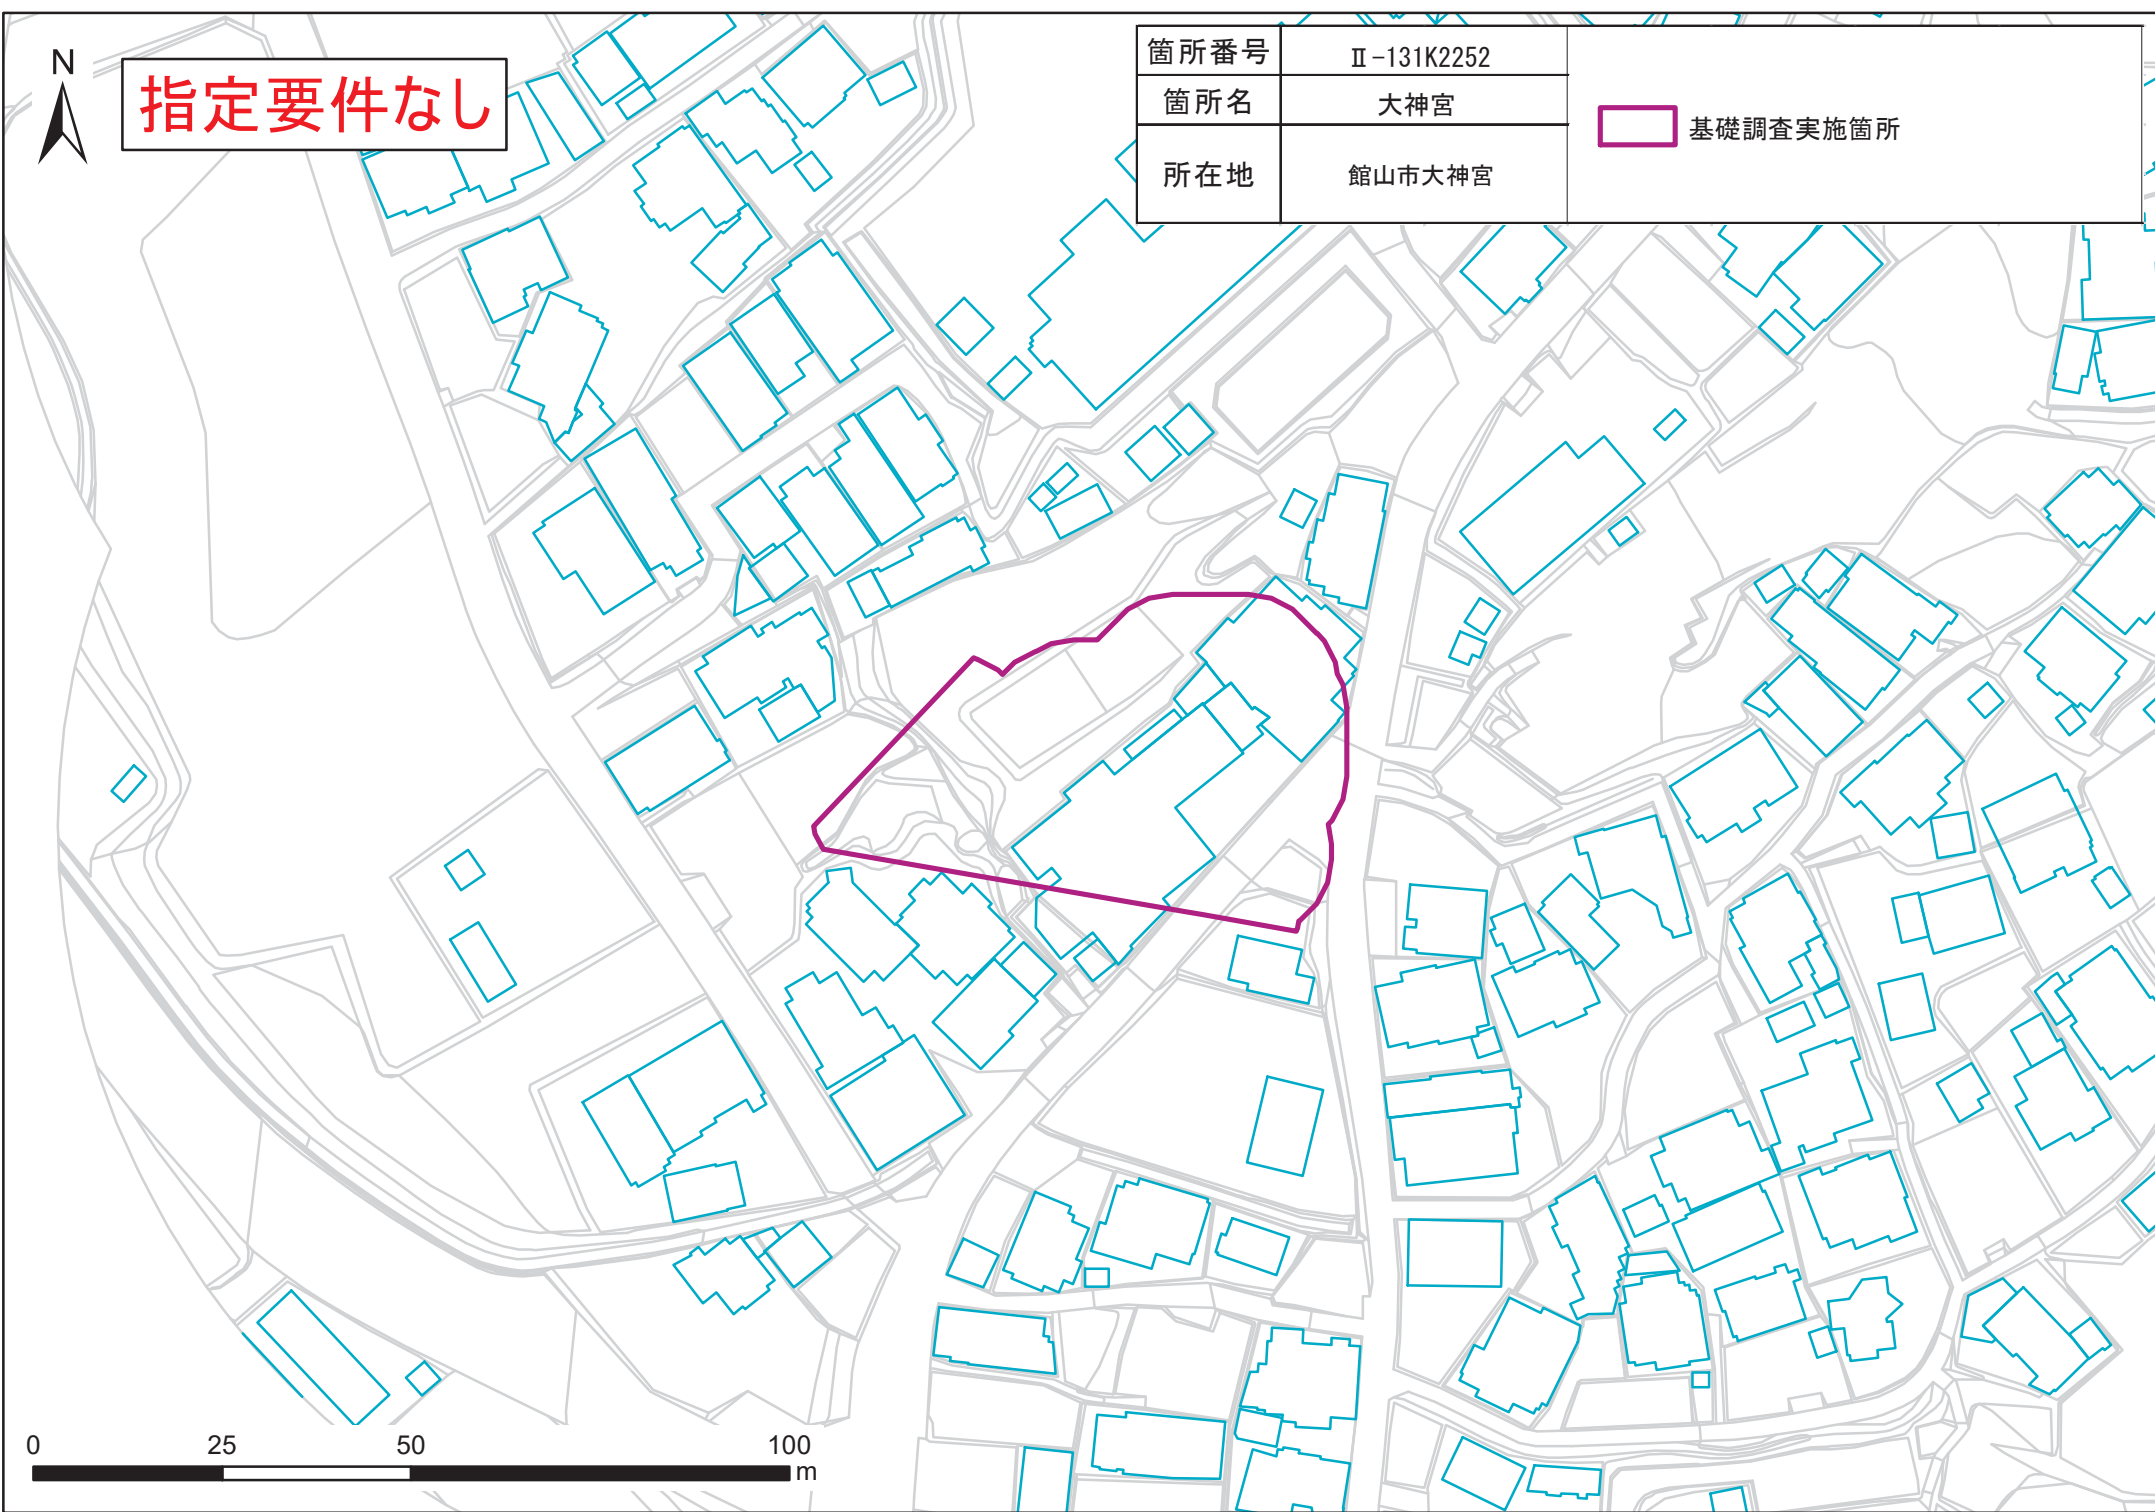 N
指定要件なし
箇所番号 Ⅱ-131K2252
箇所名 大神宮
所在地 館山市大神宮
基礎調査実施箇所
0 25 50 100
m